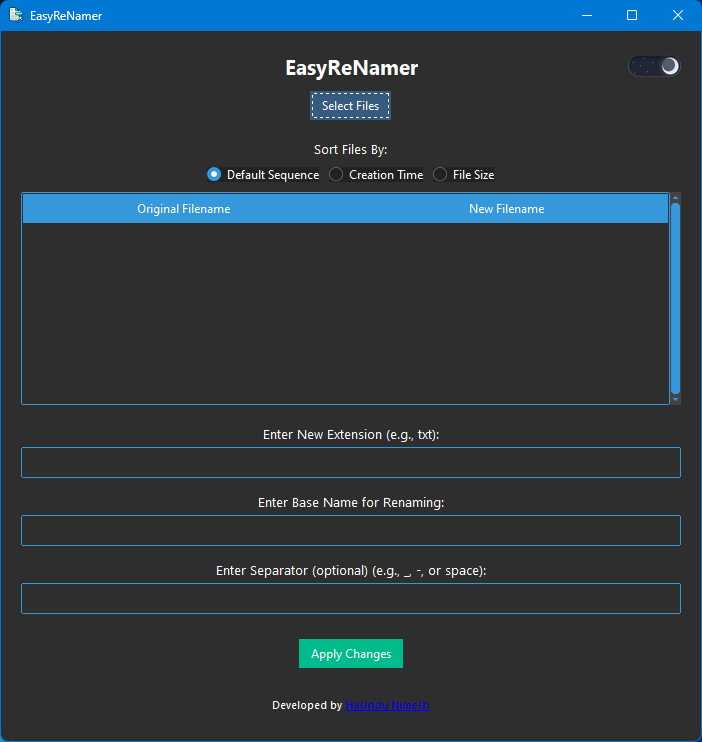 EasyReNamer
EasyReNamer
Select Files
Sort Files By:
Default Sequence Creation Time File Size
Original Filename New Filename
Enter New Extension (e.g., txt):
Enter Base Name for Renaming:
Enter Separator (optional) (e.g., _, -, or space):
Apply Changes
Developed by Hasindu Nimesh